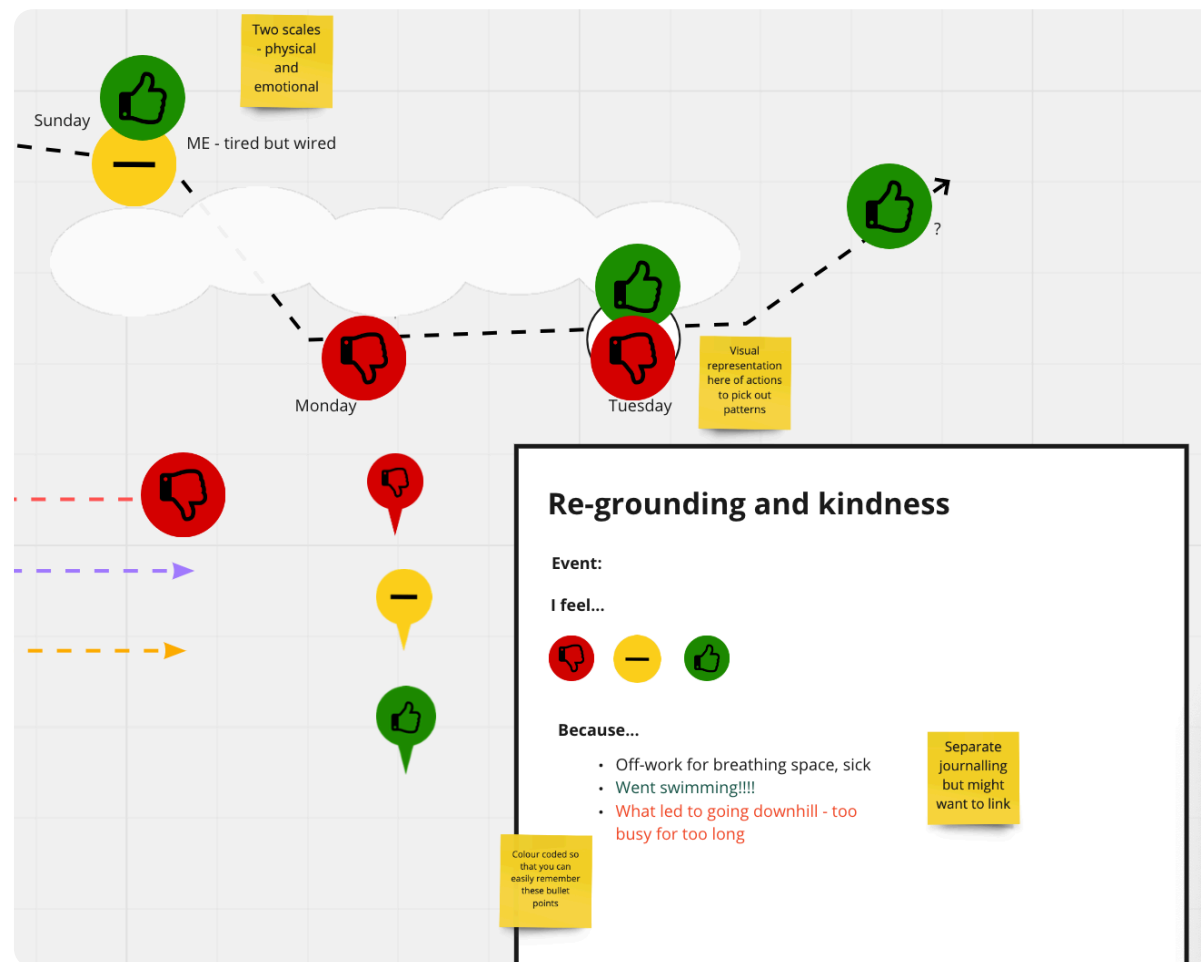 Two scales
- physical
and
emotional
Sunday
ME - tired but wired
?
Visual
representation
here of actions
to pick out
patterns
Monday
Tuesday
Re-grounding and kindness
Event:
I feel...
Because...
• Off-work for breathing space, sick
• Went swimming!!!!
• What led to going downhill - too
busy for too long
Separate
journalling
but might
want to link
Colour coded so
that you can
easily remember
these bullet
points